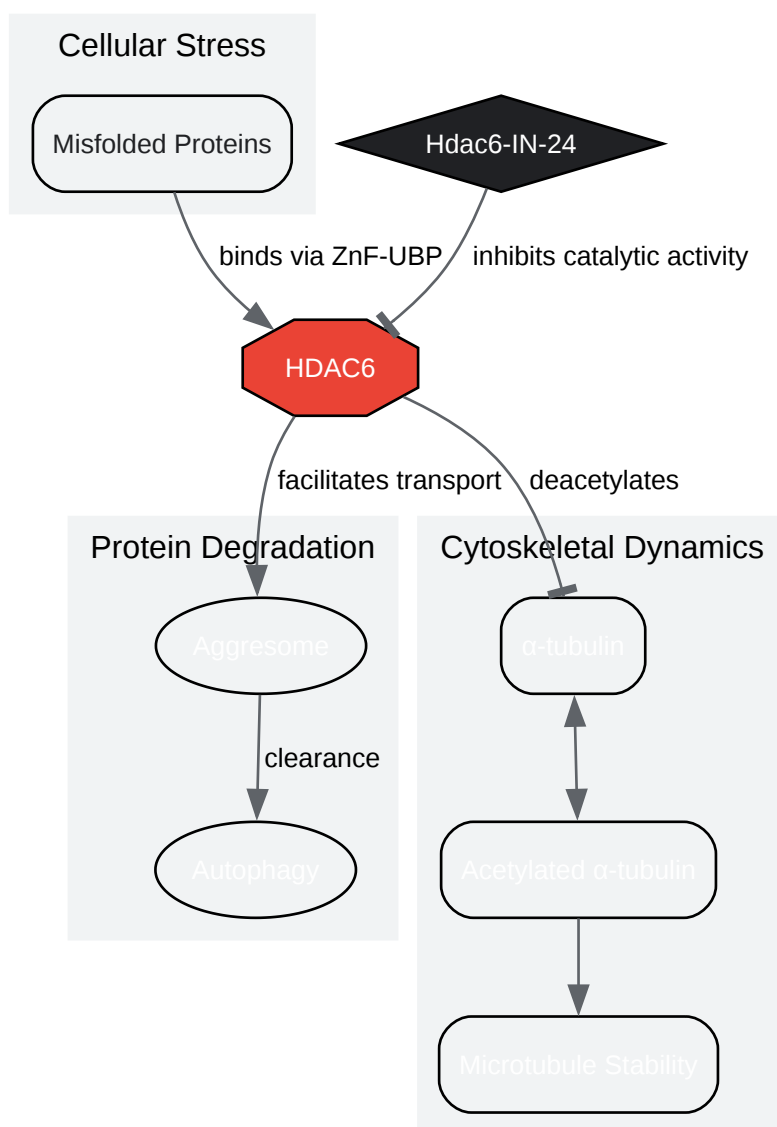 Cellular Stress
Misfolded Proteins
Hdac6-IN-24
binds via ZnF-UBP
inhibits catalytic activity
HDAC6
facilitates transport
deacetylates
Protein Degradation
Cytoskeletal Dynamics
Aggresome
α-tubulin
clearance
Autophagy
Acetylated α-tubulin
Microtubule Stability